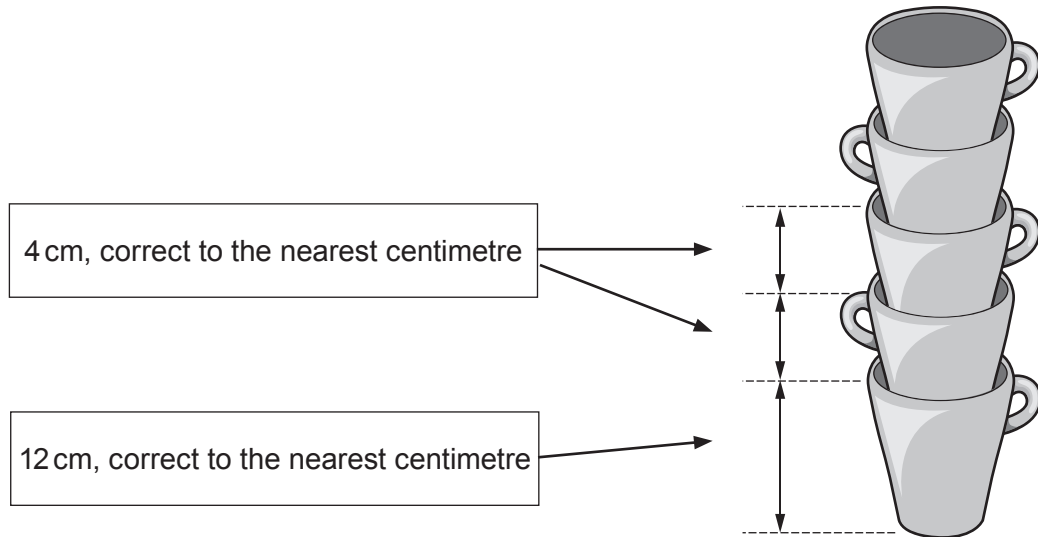 4 cm, correct to the nearest centimetre
12 cm, correct to the nearest centimetre